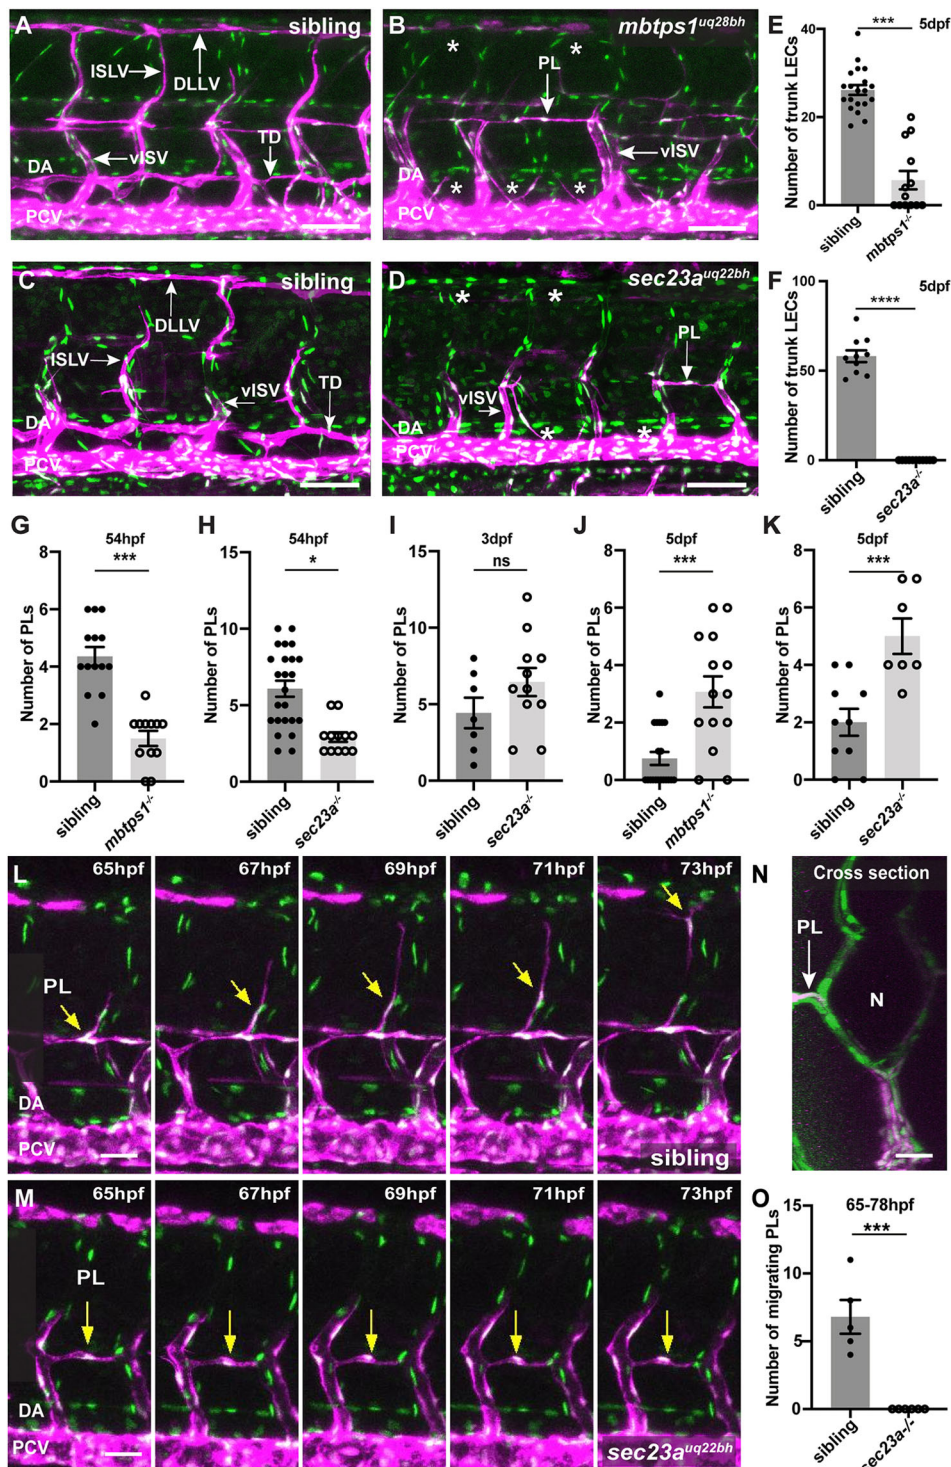 A
sibling
ISLV
DLLV
TD
vISV
DA
PCV
B
mbtps1uq28bh
*
*
PL
vISV
DA
*
*
*
PCV
E
5dpf
***
Number of trunk LECs
40
20
0
sibling
mbtps1-/-
C
sibling
DLLV
ISLV
TD
vISV
DA
PCV
D
sec23auq22bh
*
*
PL
vISV
DA
*
*
PCV
F
5dpf
****
Number of trunk LECs
100
50
0
sibling
sec23a-/-
G
54hpf
***
Number of PLs
8
6
4
2
0
sibling
mbtps1-/-
H
54hpf
*
Number of PLs
15
10
5
0
sibling
sec23a-/-
I
3dpf
ns
Number of PLs
15
10
5
0
sibling
sec23a-/-
J
5dpf
***
Number of PLs
8
6
4
2
0
sibling
mbtps1-/-
K
5dpf
***
Number of PLs
8
6
4
2
0
sibling
sec23a-/-
L
65hpf
67hpf
69hpf
71hpf
73hpf
PL
DA
PCV
sibling
N
Cross section
PL
N
M
65hpf
67hpf
69hpf
71hpf
73hpf
PL
DA
PCV
sec23auq22bh
O
65-78hpf
***
Number of migrating PLs
15
10
5
0
sibling
sec23a-/-